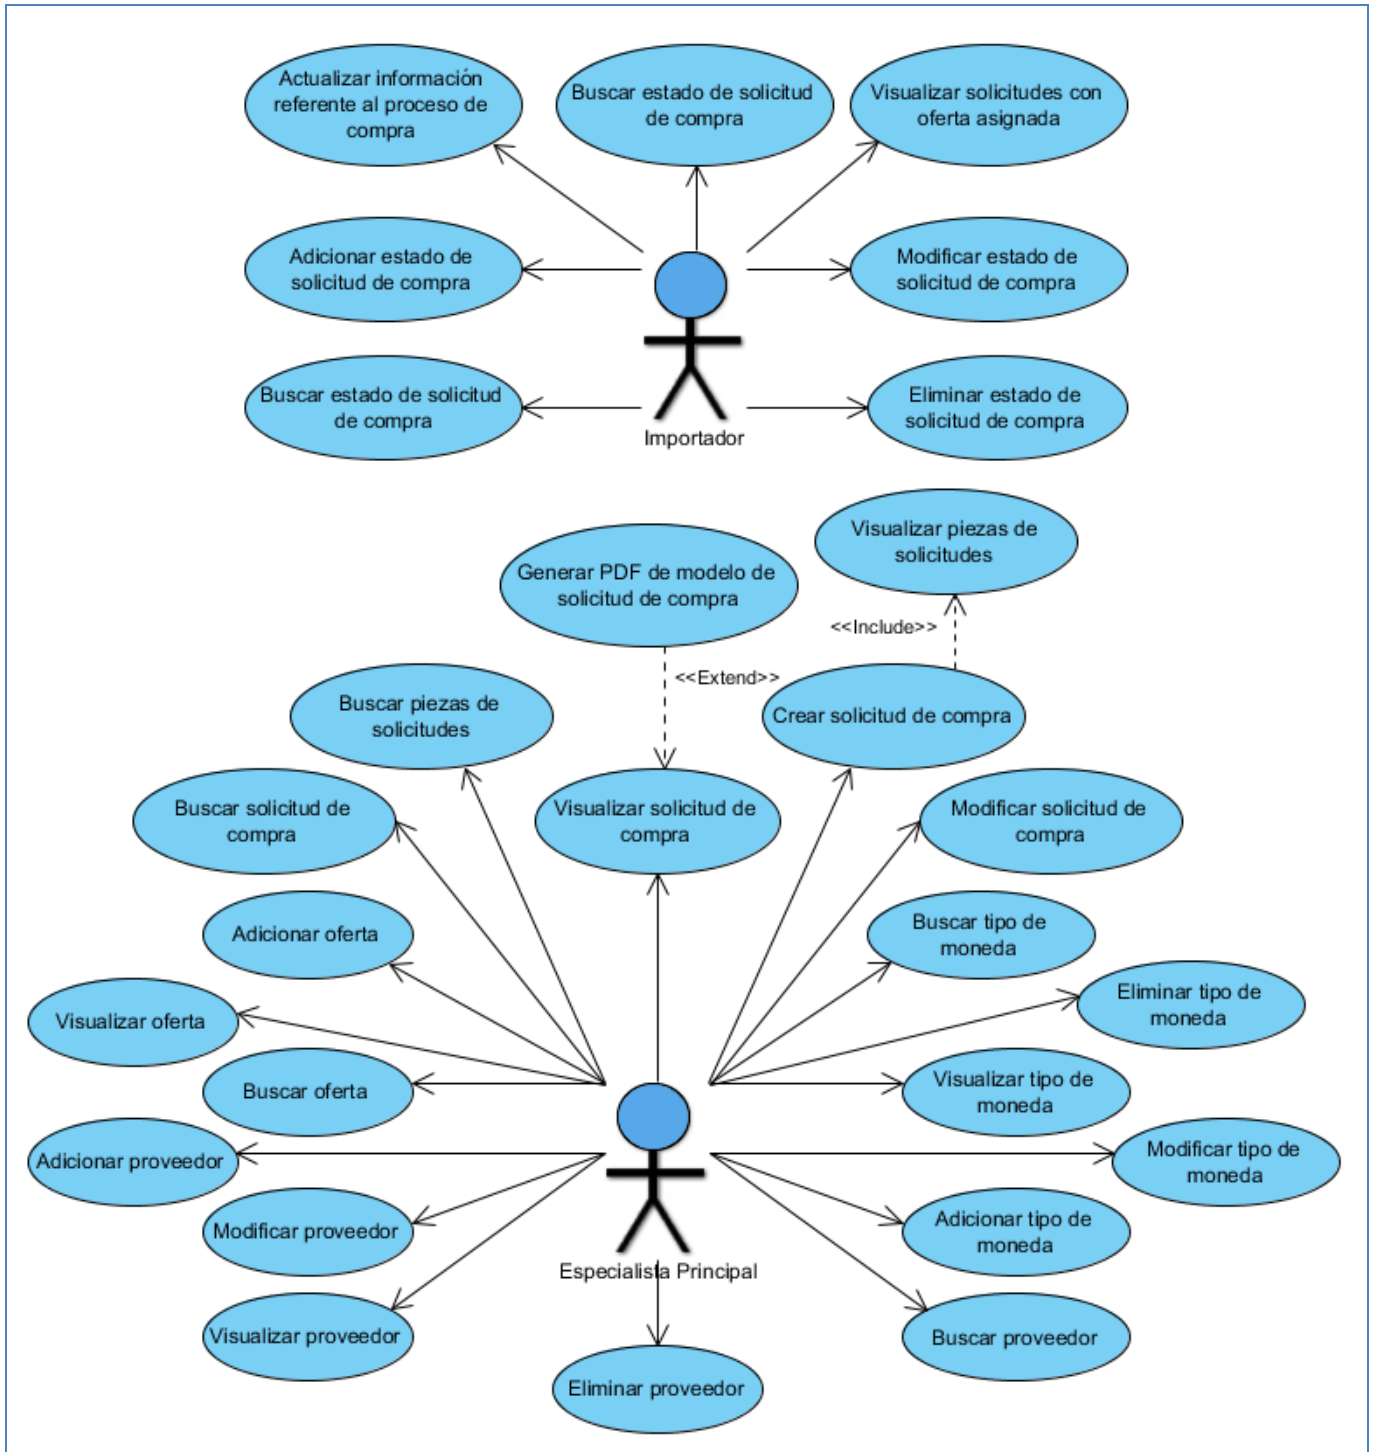 Actualizar información
referente al proceso de
compra
Buscar estado de solicitud
de compra
Visualizar solicitudes con
oferta asignada
Adicionar estado de
solicitud de compra
Modificar estado de
solicitud de compra
Buscar estado de solicitud
de compra
Eliminar estado de
solicitud de compra
Importador
Visualizar piezas de
solicitudes
Generar PDF de modelo de
solicitud de compra
<<Include>>
<<Extend>>
Buscar piezas de
solicitudes
Crear solicitud de compra
Buscar solicitud de
compra
Visualizar solicitud de
compra
Modificar solicitud de
compra
Adicionar oferta
Buscar tipo de
moneda
Visualizar oferta
Eliminar tipo de
moneda
Buscar oferta
Visualizar tipo de
moneda
Adicionar proveedor
Modificar tipo de
moneda
Modificar proveedor
Adicionar tipo de
moneda
Especialista Principal
Visualizar proveedor
Buscar proveedor
Eliminar proveedor